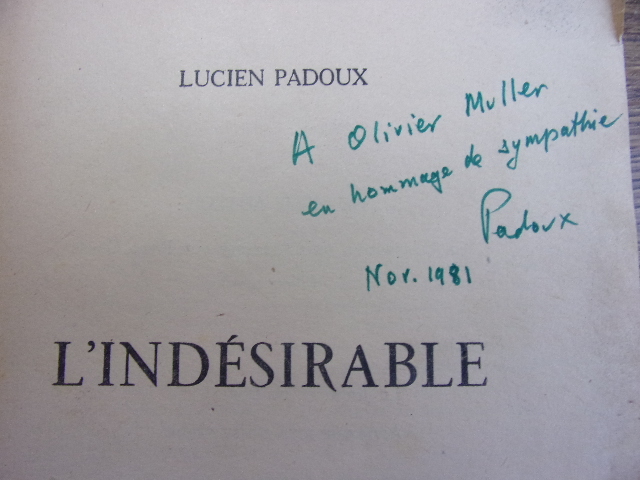 LUCIEN PADOUX
A Olivier Muller
en hommage de sympathie
Padoux
Nov. 1981
L'INDÉSIRABLE